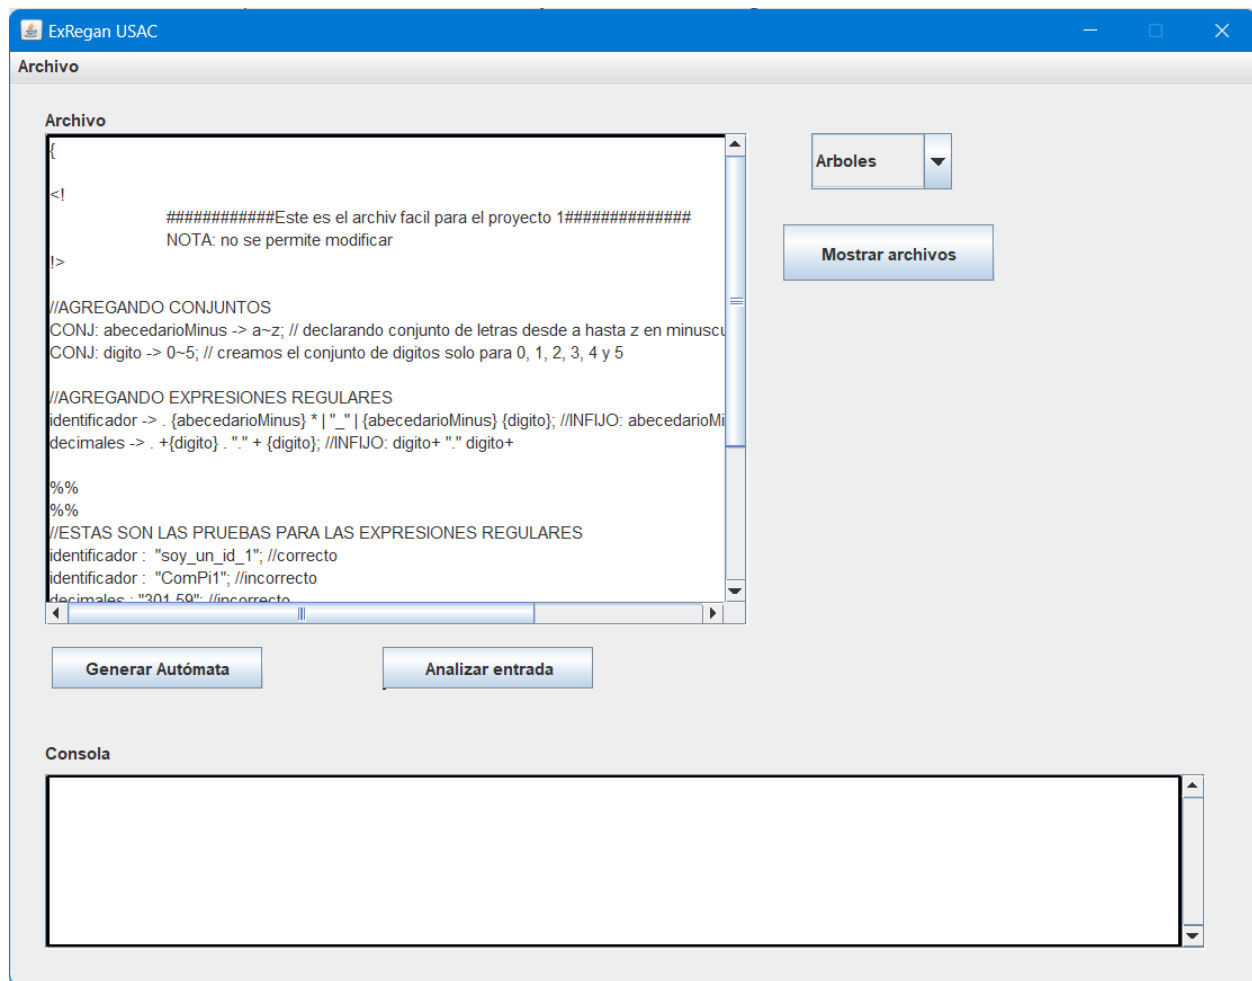 ExRegan USAC
Archivo
Archivo
{
<!
############Este es el archiv facil para el proyecto 1##############
NOTA: no se permite modificar
!>
//AGREGANDO CONJUNTOS
CONJ: abecedarioMinus -> a~z; // declarando conjunto de letras desde a hasta z en minuscu
CONJ: digito -> 0~5; // creamos el conjunto de digitos solo para 0, 1, 2, 3, 4 y 5
//AGREGANDO EXPRESIONES REGULARES
identificador -> . {abecedarioMinus} * | "_" | {abecedarioMinus} {digito}; //INFIJO: abecedarioMi
decimales -> . +{digito} . "." + {digito}; //INFIJO: digito+ "." digito+
%%
%%
//ESTAS SON LAS PRUEBAS PARA LAS EXPRESIONES REGULARES
identificador : "soy_un_id_1"; //correcto
identificador : "ComPi1"; //incorrecto
decimales : "301.59"; //incorrecto
Arboles
Mostrar archivos
Generar Autómata
Analizar entrada
Consola